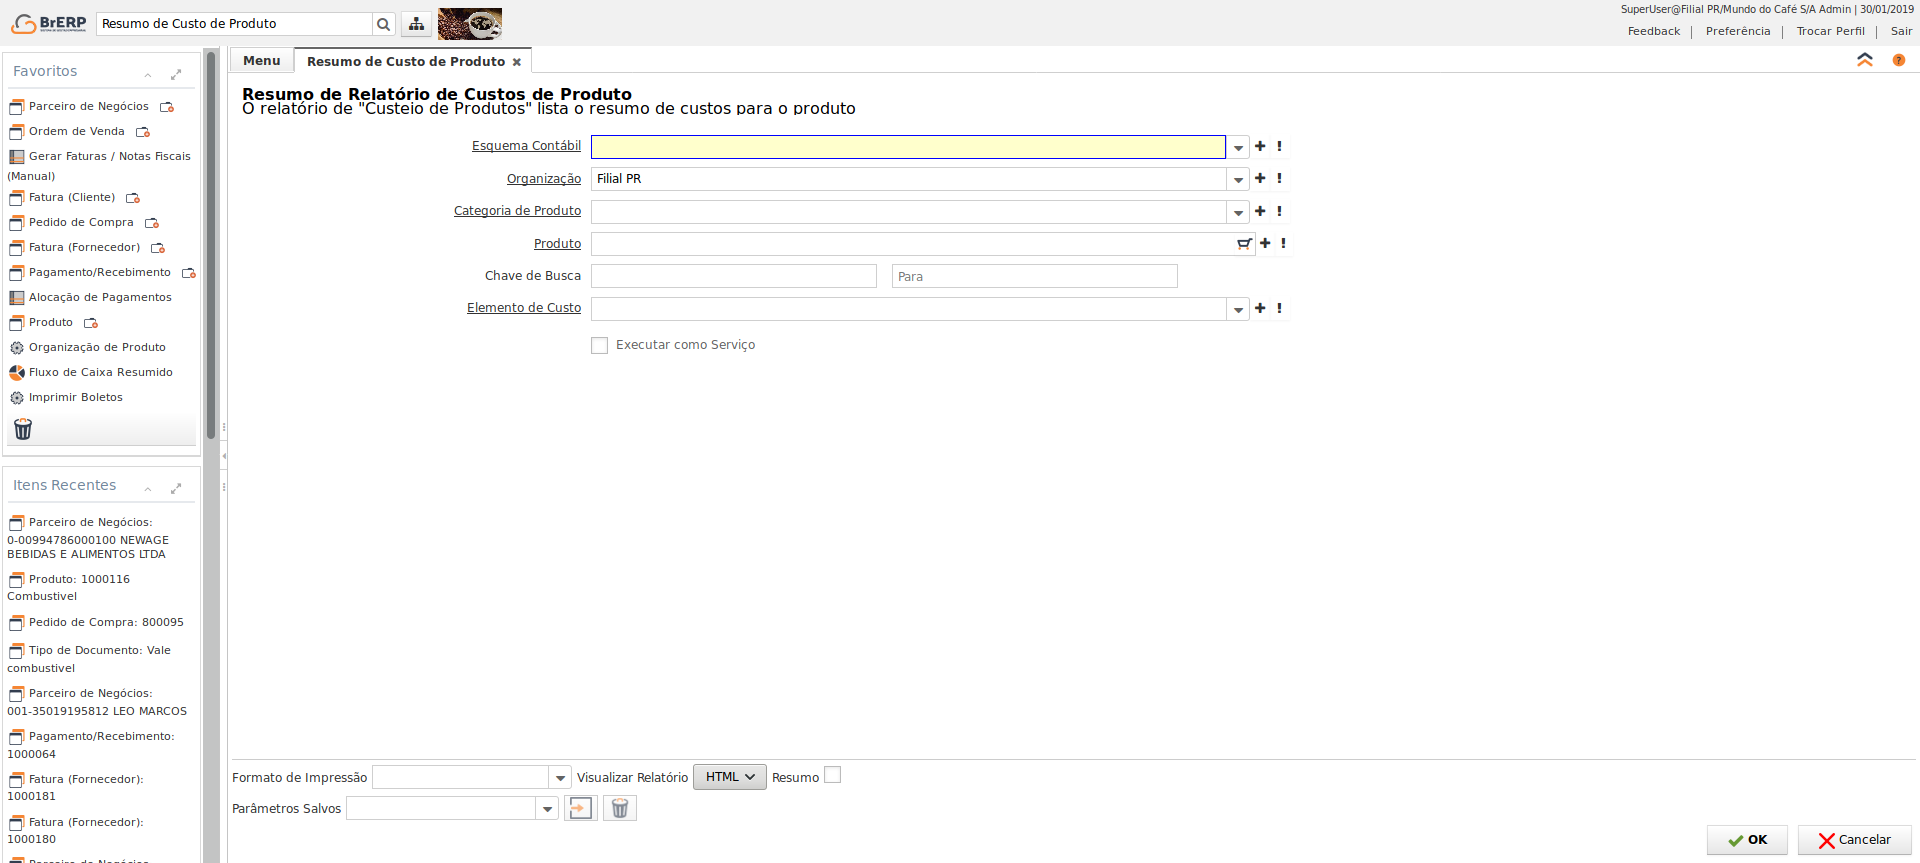 BrERP
Resumo de Custo de Produto
SuperUser@Filial PR/Mundo do Café S/A Admin | 30/01/2019
Feedback | Preferência | Trocar Perfil | Sair
Favoritos
Parceiro de Negócios
Ordem de Venda
Gerar Faturas / Notas Fiscais
(Manual)
Fatura (Cliente)
Pedido de Compra
Fatura (Fornecedor)
Pagamento/Recebimento
Alocação de Pagamentos
Produto
Organização de Produto
Fluxo de Caixa Resumido
Imprimir Boletos
Itens Recentes
Parceiro de Negócios:
0-00994786000100 NEWAGE
BEBIDAS E ALIMENTOS LTDA
Produto: 1000116
Combustivel
Pedido de Compra: 800095
Tipo de Documento: Vale
combustivel
Parceiro de Negócios:
001-35019195812 LEO MARCOS
Pagamento/Recebimento:
1000064
Fatura (Fornecedor):
1000181
Fatura (Fornecedor):
1000180
Parceiro de Negócios
Menu
Resumo de Custo de Produto
Resumo de Relatório de Custos de Produto
O relatório de "Custeio de Produtos" lista o resumo de custos para o produto
Esquema Contábil
Organização Filial PR
Categoria de Produto
Produto
Chave de Busca Para
Elemento de Custo
Executar como Serviço
Formato de Impressão Visualizar Relatório HTML Resumo
Parâmetros Salvos
OK Cancelar